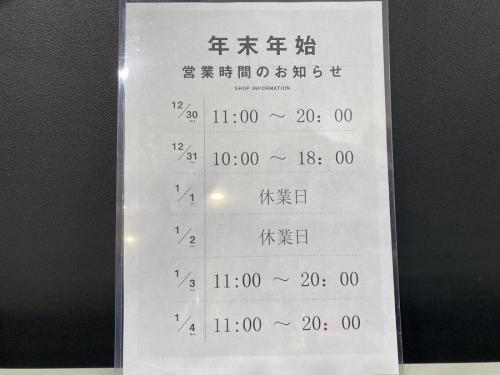 年末年始
営業時間のお知らせ
SHOP INFORMATION
12/30 11:00 〜 20：00
12/31 10:00 〜 18：00
1/1 休業日
1/2 休業日
1/3 11:00 〜 20：00
1/4 11:00 〜 20：00